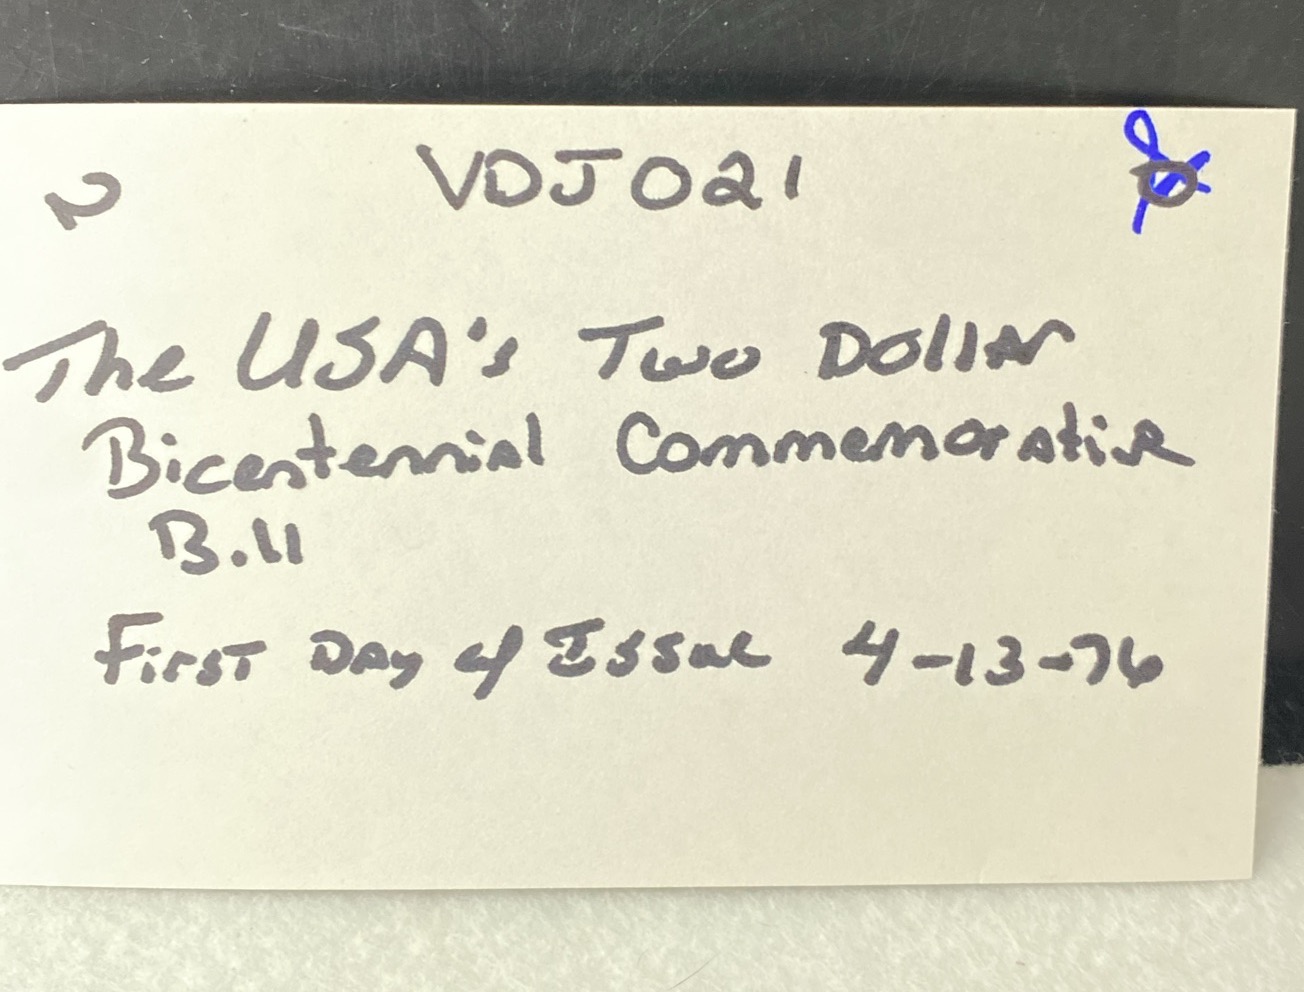 2 VDJ021
The USA's Two Dollar
Bicentennial Commemorative
Bill
First Day of Issue 4-13-76